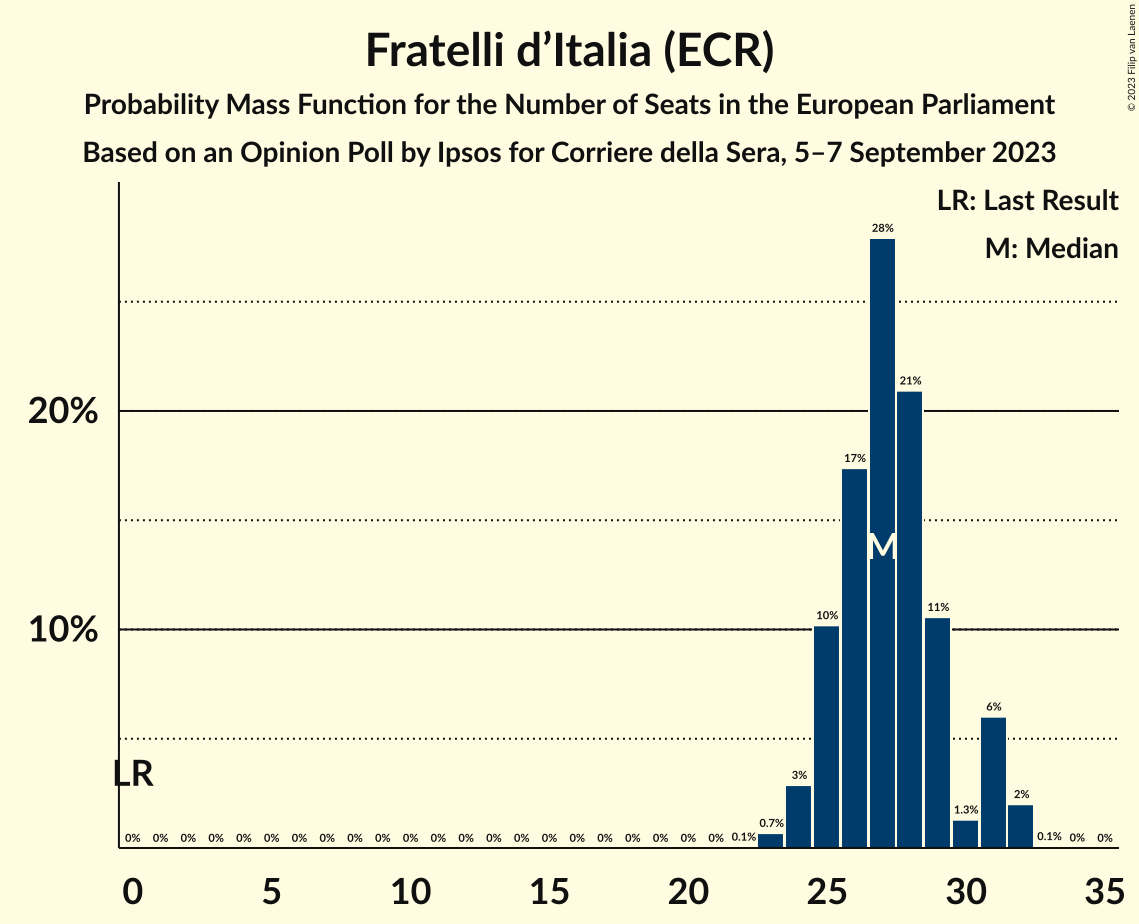 Fratelli d’Italia (ECR)
Probability Mass Function for the Number of Seats in the European Parliament
Based on an Opinion Poll by Ipsos for Corriere della Sera, 5–7 September 2023
© 2023 Filip van Laenen
LR: Last Result
M: Median
20%
10%
LR
M
0% 0% 0% 0% 0% 0% 0% 0% 0% 0% 0% 0% 0% 0% 0% 0% 0% 0% 0% 0% 0% 0% 0.1% 0.7% 3% 10% 17% 28% 21% 11% 1.3% 6% 2% 0.1% 0% 0%
0 5 10 15 20 25 30 35